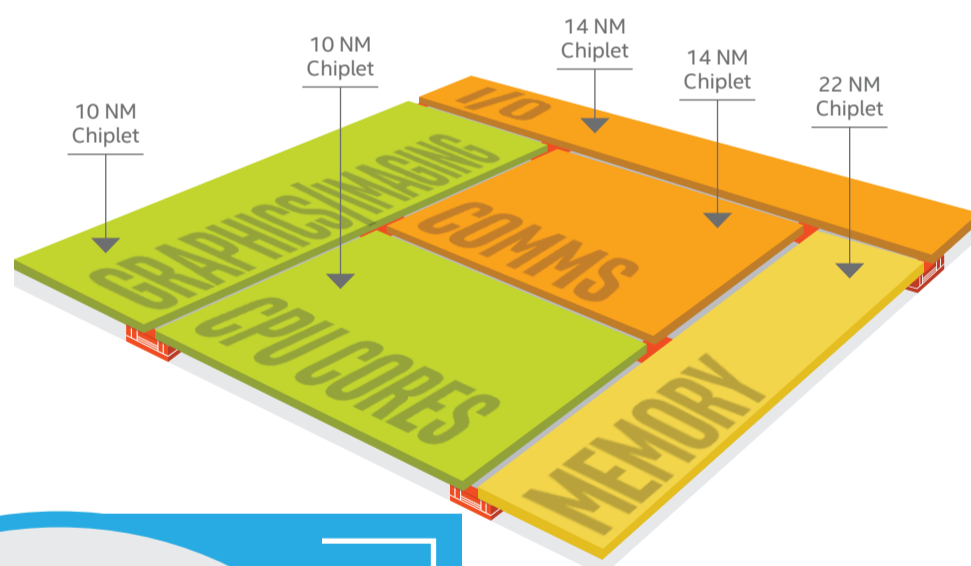 10 NM
Chiplet
10 NM
Chiplet
14 NM
Chiplet
14 NM
Chiplet
22 NM
Chiplet
I/O
GRAPHICS/IMAGING
COMMS
CPU CORES
MEMORY